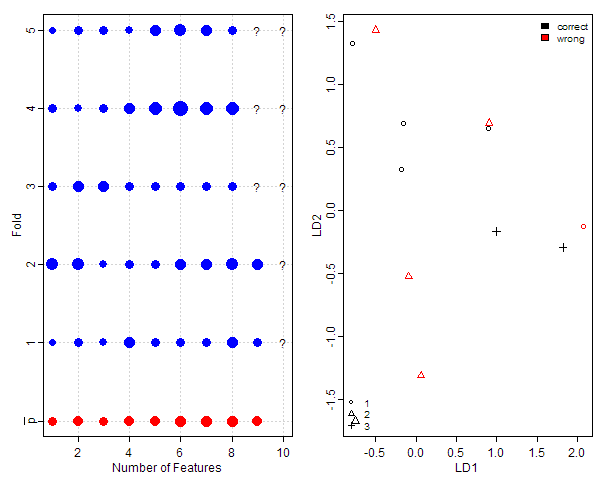 5 ? ?
4 ? ?
3 ? ?
2 ?
1 ?
p̅
Fold
2 4 6 8 10
Number of Features
correct
wrong
1.5
1.0
0.5
0.0
-0.5
-1.0
-1.5
LD2
1
2
3
-0.5 0.0 0.5 1.0 1.5 2.0
LD1